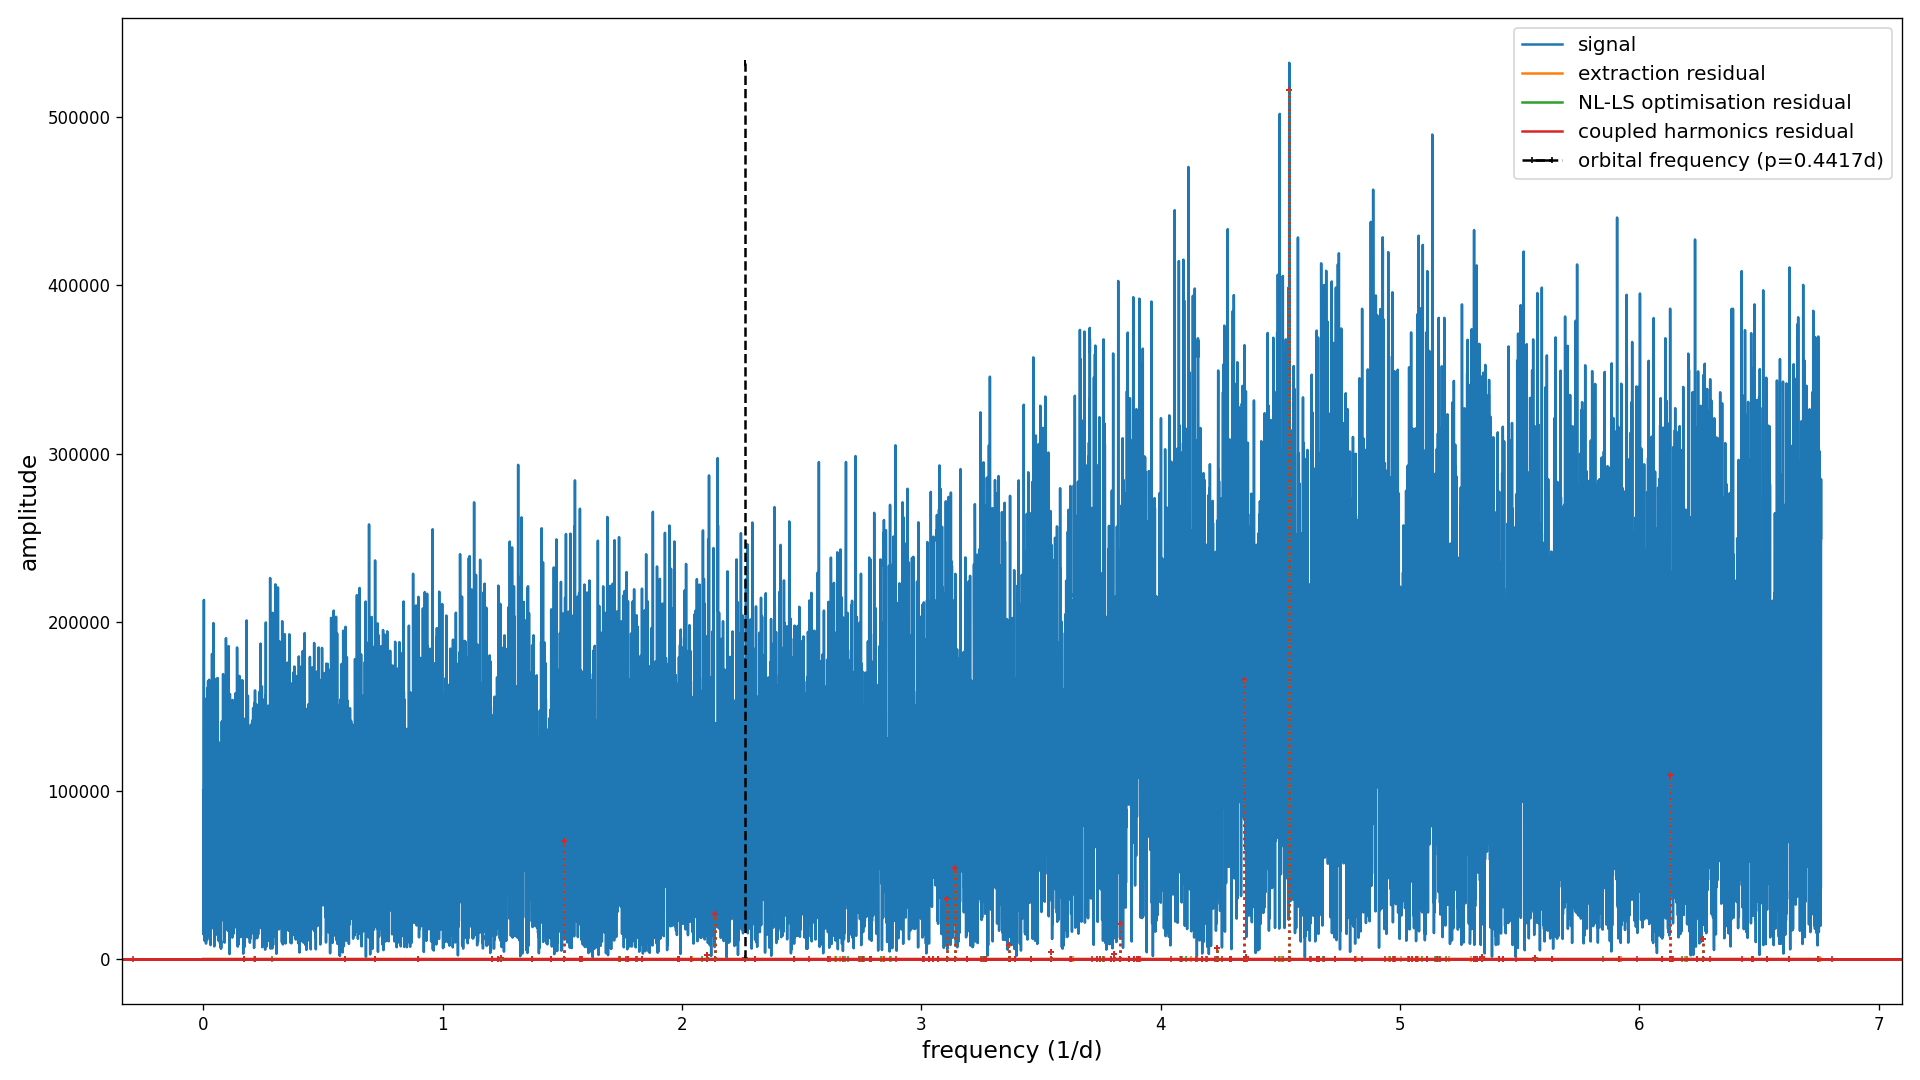 signal
extraction residual
NL-LS optimisation residual
coupled harmonics residual
orbital frequency (p=0.4417d)
amplitude
500000
400000
300000
200000
100000
0
0 1 2 3 4 5 6 7
frequency (1/d)